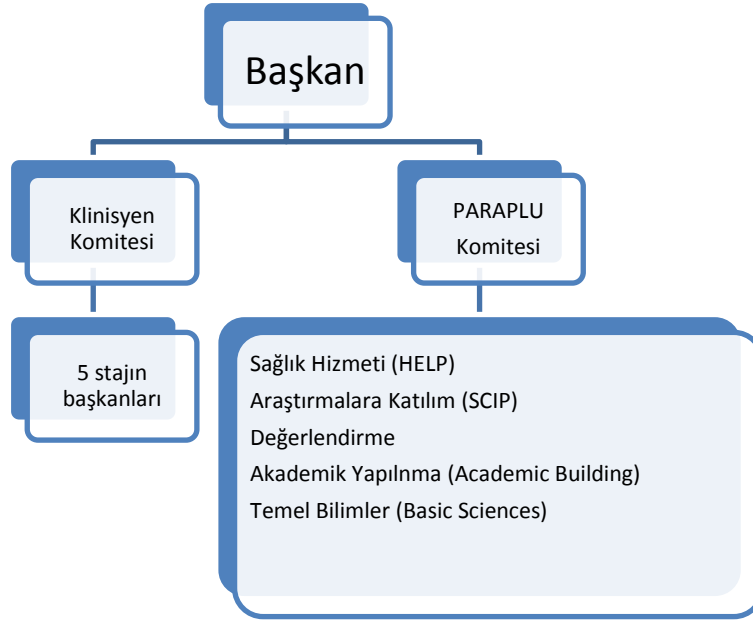 Başkan
Klinisyen
Komitesi
PARAPLU
Komitesi
5 stajın
başkanları
Sağlık Hizmeti (HELP)
Araştırmalara Katılım (SCIP)
Değerlendirme
Akademik Yapılnma (Academic Building)
Temel Bilimler (Basic Sciences)